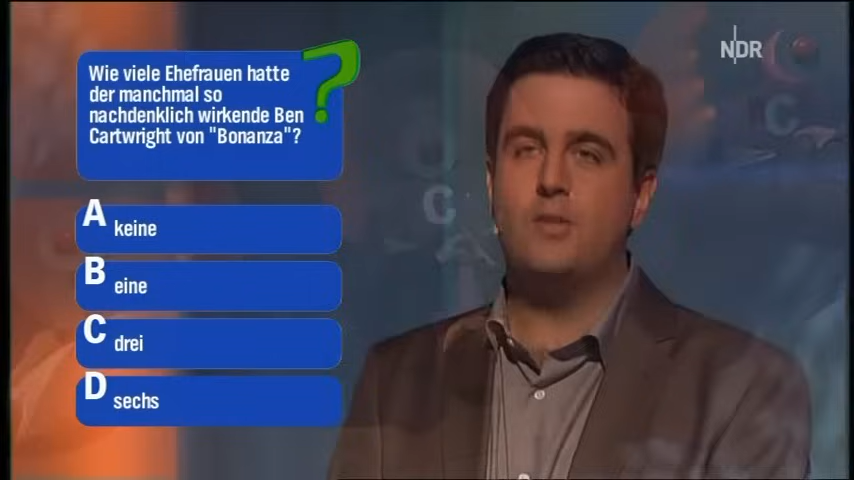 NDR
Wie viele Ehefrauen hatte
der manchmal so
nachdenklich wirkende Ben
Cartwright von "Bonanza"?
?
A keine
B eine
C drei
D sechs
C
C